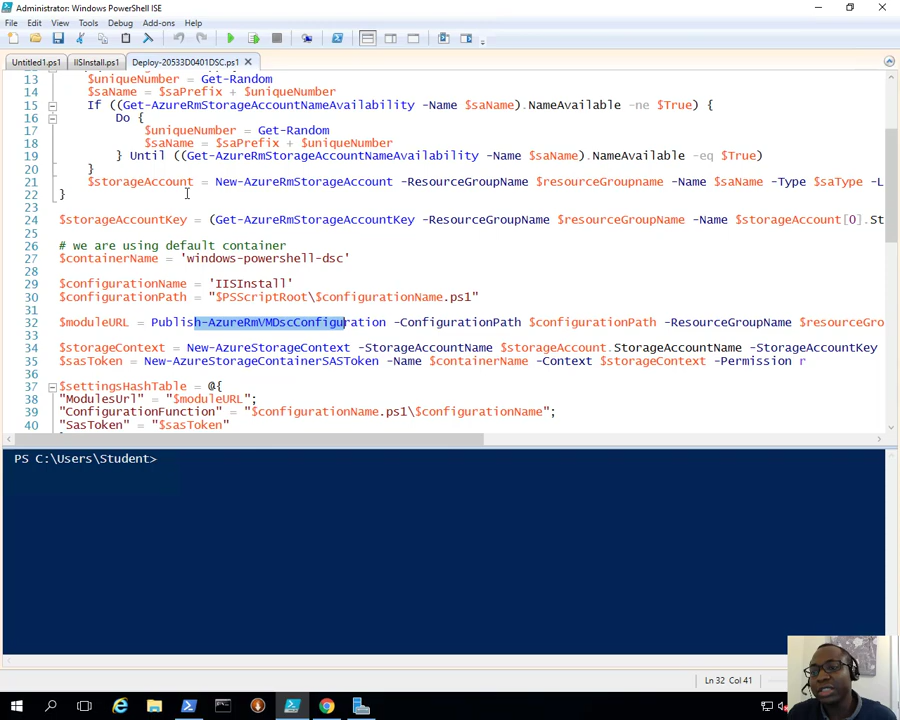 Administrator: Windows PowerShell ISE
File Edit View Tools Debug Add-ons Help
Untitled1.ps1 IISInstall.ps1 Deploy-20533D0401DSC.ps1 ✕
13 $uniqueNumber = Get-Random
14 $saName = $saPrefix + $uniqueNumber
15 If ((Get-AzureRmStorageAccountNameAvailability -Name $saName).NameAvailable -ne $True) {
16 Do {
17 $uniqueNumber = Get-Random
18 $saName = $saPrefix + $uniqueNumber
19 } Until ((Get-AzureRmStorageAccountNameAvailability -Name $saName).NameAvailable -eq $True)
20 }
21 $storageAccount = New-AzureRmStorageAccount -ResourceGroupName $resourceGroupname -Name $saName -Type $saType -L
22 }
23
24 $storageAccountKey = (Get-AzureRmStorageAccountKey -ResourceGroupName $resourceGroupName -Name $storageAccount[0].St
25
26 # we are using default container
27 $containerName = 'windows-powershell-dsc'
28
29 $configurationName = 'IISInstall'
30 $configurationPath = "$PSScriptRoot\$configurationName.ps1"
31
32 $moduleURL = Publish-AzureRmVMDscConfiguration -ConfigurationPath $configurationPath -ResourceGroupName $resourceGro
33
34 $storageContext = New-AzureStorageContext -StorageAccountName $storageAccount.StorageAccountName -StorageAccountKey
35 $sasToken = New-AzureStorageContainerSASToken -Name $containerName -Context $storageContext -Permission r
36
37 $settingsHashTable = @{
38 "ModulesUrl" = "$moduleURL";
39 "ConfigurationFunction" = "$configurationName.ps1\$configurationName";
40 "SasToken" = "$sasToken"
PS C:\Users\Student>
Ln 32 Col 41